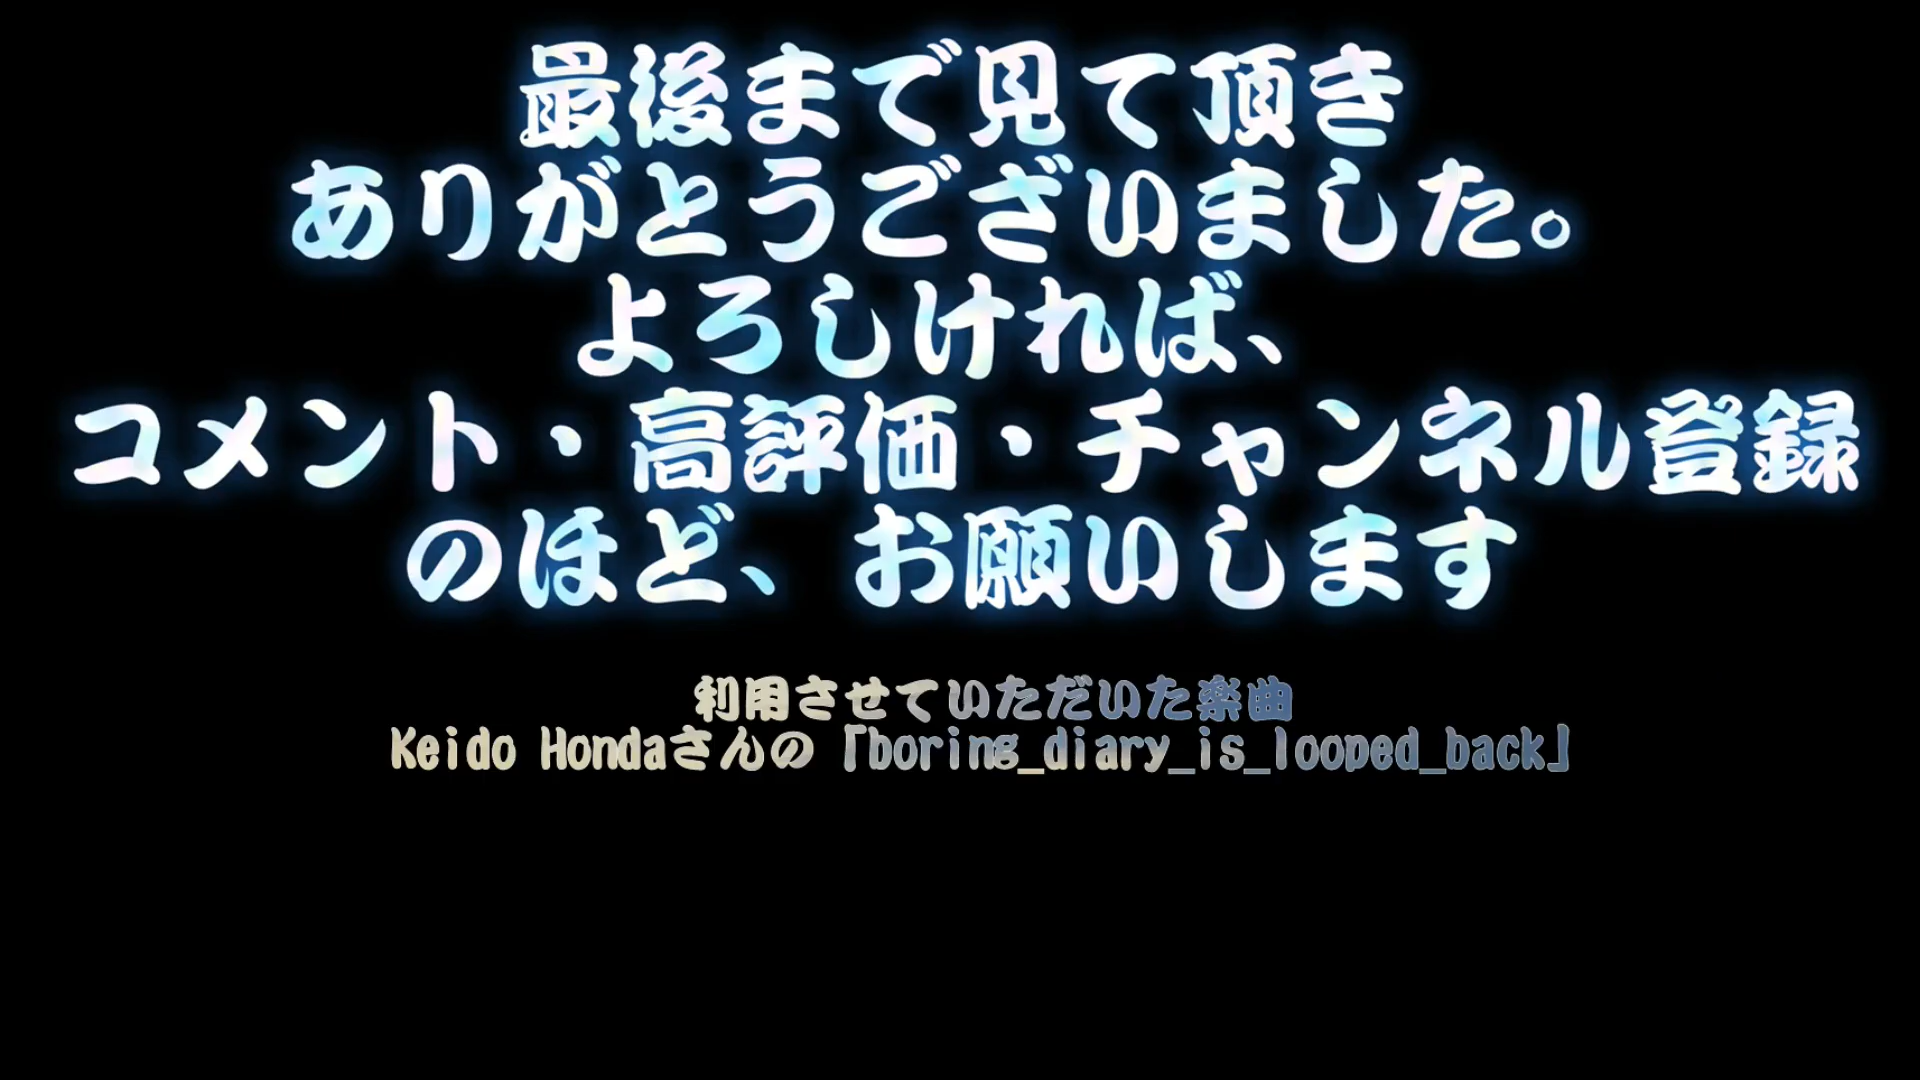 最後まで見て頂き
ありがとうございました。
よろしければ、
コメント・高評価・チャンネル登録
のほど、お願いします
利用させていただいた楽曲
Keido Hondaさんの「boring_diary_is_looped_back」